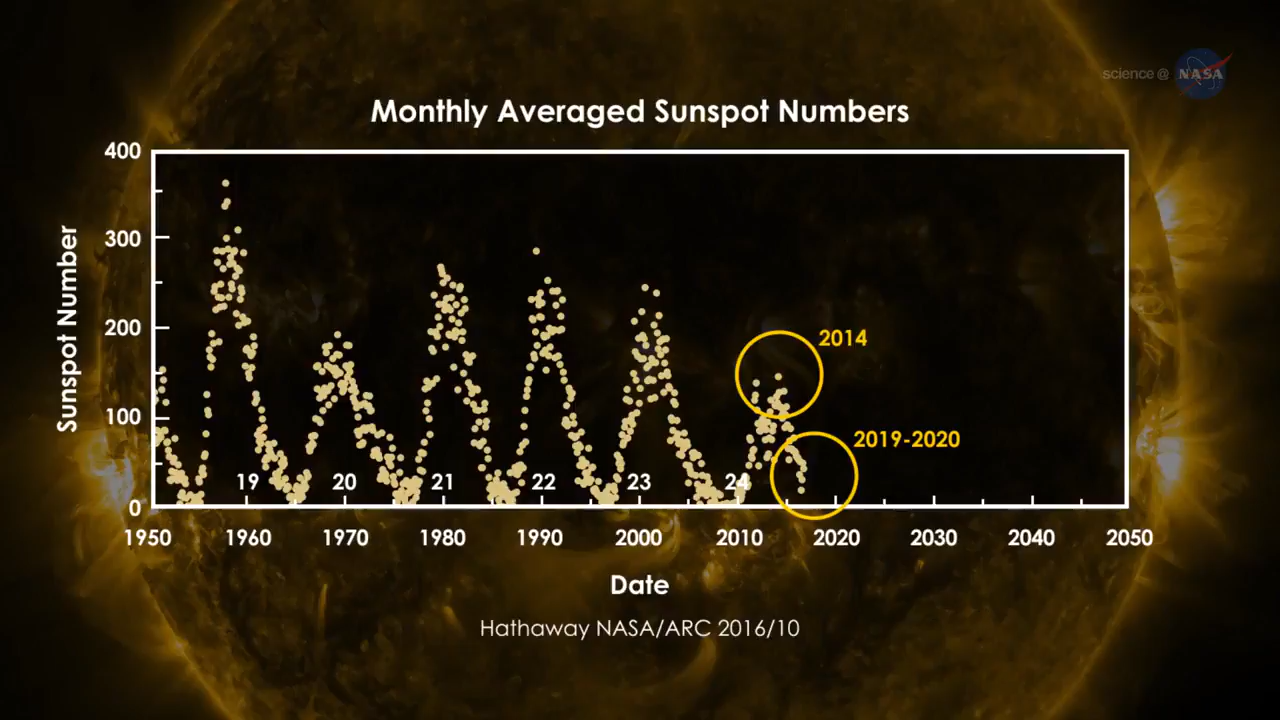 science@ NASA
Monthly Averaged Sunspot Numbers
400
300
200
100
0
Sunspot Number
2014
2019-2020
19 20 21 22 23 24
1950 1960 1970 1980 1990 2000 2010 2020 2030 2040 2050
Date
Hathaway NASA/ARC 2016/10